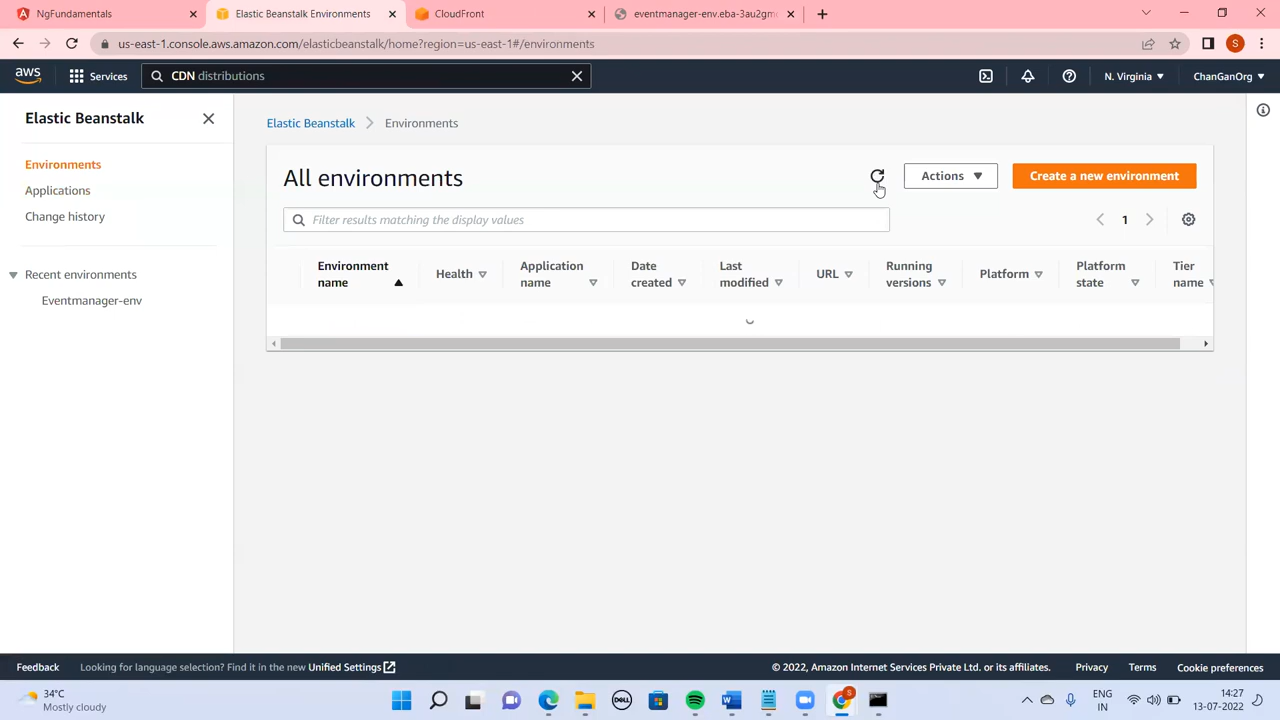 NgFundamentals
Elastic Beanstalk Environments
CloudFront
eventmanager-env.eba-3au2gm
us-east-1.console.aws.amazon.com/elasticbeanstalk/home?region=us-east-1#/environments
S
aws
Services
CDN distributions
N. Virginia
ChanGanOrg
Elastic Beanstalk
Environments
Applications
Change history
Recent environments
Eventmanager-env
Elastic Beanstalk
Environments
All environments
Actions
Create a new environment
Filter results matching the display values
1
Environment name
Health
Application name
Date created
Last modified
URL
Running versions
Platform
Platform state
Tier name
Feedback
Looking for language selection? Find it in the new Unified Settings
© 2022, Amazon Internet Services Private Ltd. or its affiliates.
Privacy
Terms
Cookie preferences
34°C
Mostly cloudy
DELL
S
ENG
IN
14:27
13-07-2022